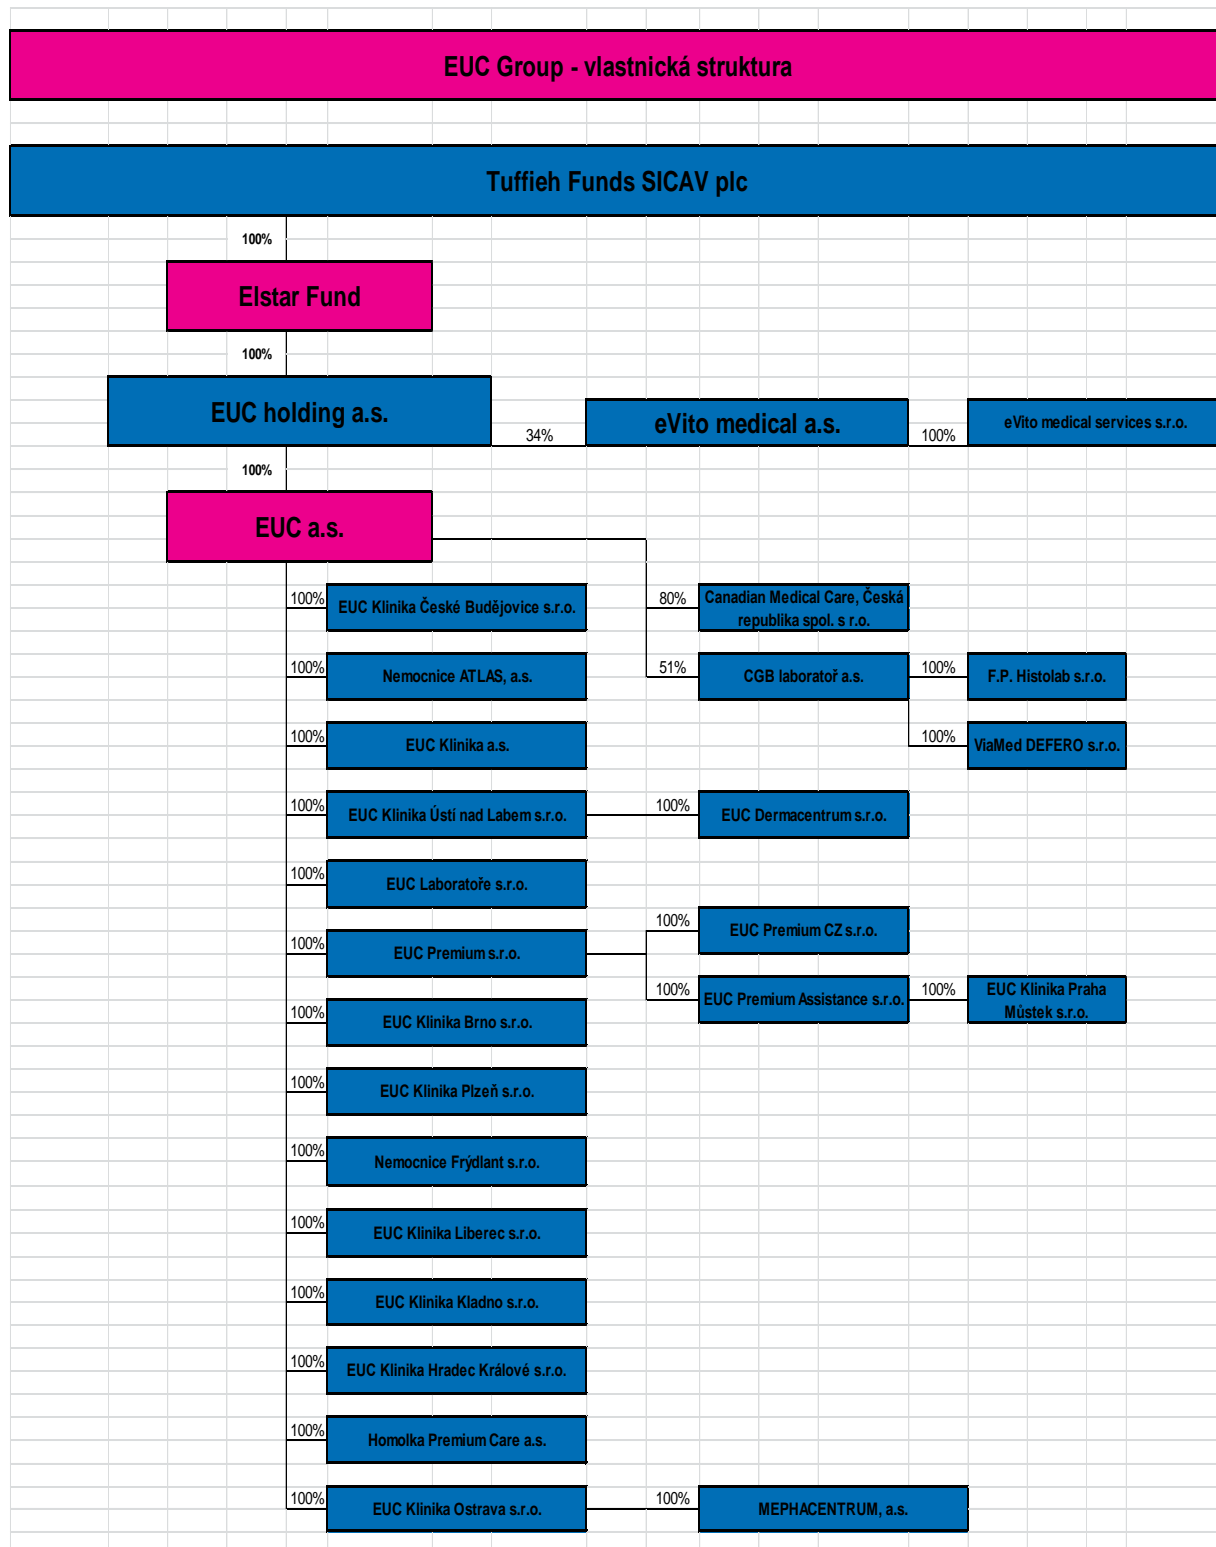 EUC Group - vlastnická struktura
Tuffieh Funds SICAV plc
100%
Elstar Fund
100%
EUC holding a.s.
34%
eVito medical a.s.
100%
eVito medical services s.r.o.
100%
EUC a.s.
100%
EUC Klinika České Budějovice s.r.o.
80%
Canadian Medical Care, Česká
republika spol. s r.o.
100%
Nemocnice ATLAS, a.s.
51%
CGB laboratoř a.s.
100%
F.P. Histolab s.r.o.
100%
EUC Klinika a.s.
100%
ViaMed DEFERO s.r.o.
100%
EUC Klinika Ústí nad Labem s.r.o.
100%
EUC Dermacentrum s.r.o.
100%
EUC Laboratoře s.r.o.
100%
EUC Premium s.r.o.
100%
EUC Premium CZ s.r.o.
100%
EUC Premium Assistance s.r.o.
100%
EUC Klinika Praha
Můstek s.r.o.
100%
EUC Klinika Brno s.r.o.
100%
EUC Klinika Plzeň s.r.o.
100%
Nemocnice Frýdlant s.r.o.
100%
EUC Klinika Liberec s.r.o.
100%
EUC Klinika Kladno s.r.o.
100%
EUC Klinika Hradec Králové s.r.o.
100%
Homolka Premium Care a.s.
100%
EUC Klinika Ostrava s.r.o.
100%
MEPHACENTRUM, a.s.